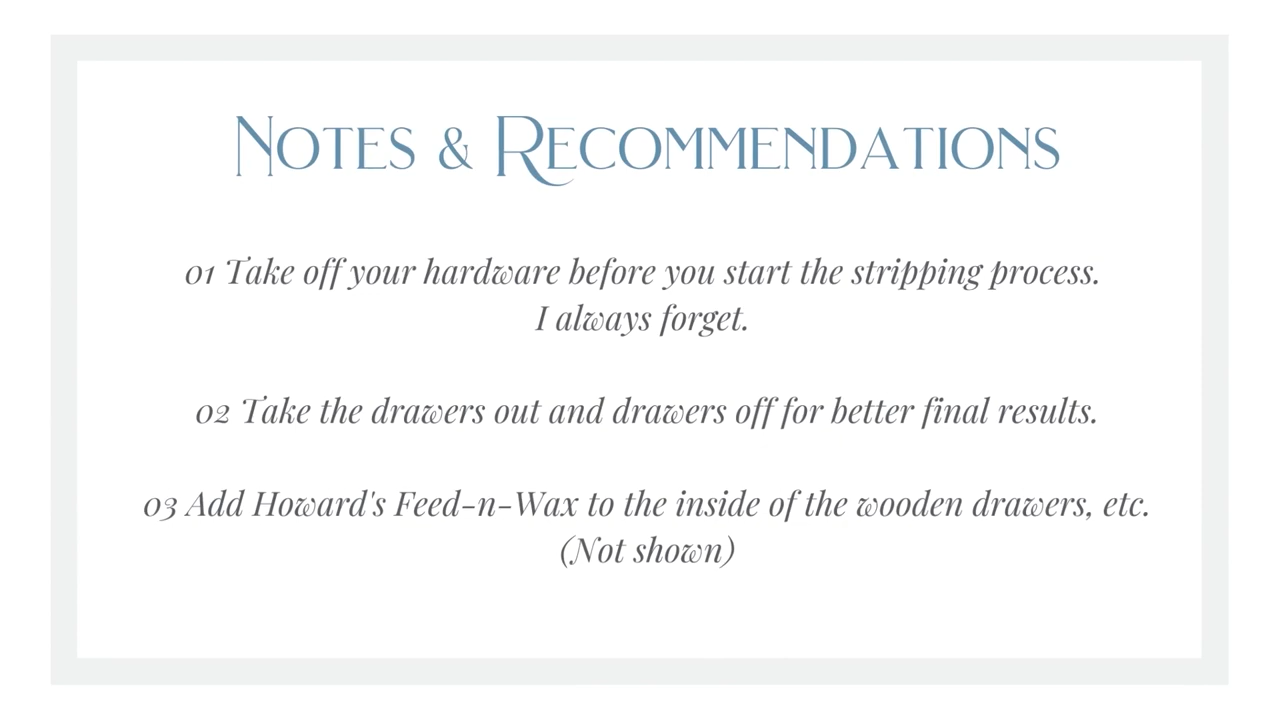 Notes & Recommendations
01 Take off your hardware before you start the stripping process.
I always forget.
02 Take the drawers out and drawers off for better final results.
03 Add Howard's Feed-n-Wax to the inside of the wooden drawers, etc.
(Not shown)